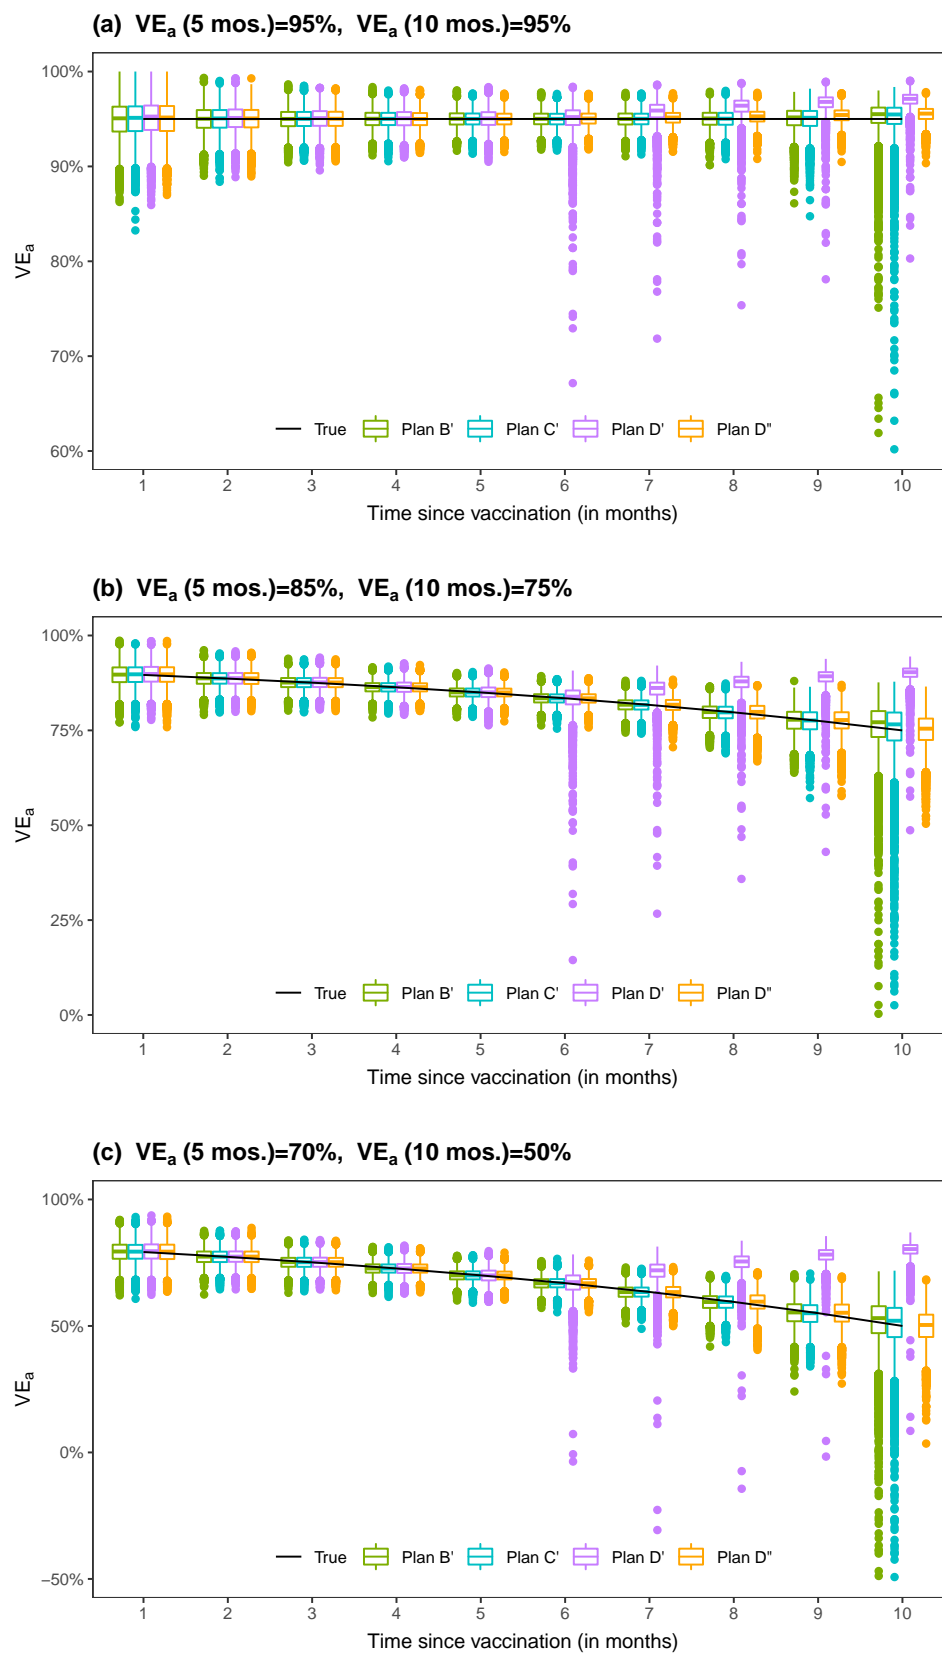 (a) VEa (5 mos.)=95%, VEa (10 mos.)=95%
100%
90%
80%
70%
60%
VEa
True Plan B' Plan C' Plan D' Plan D"
1 2 3 4 5 6 7 8 9 10
Time since vaccination (in months)
(b) VEa (5 mos.)=85%, VEa (10 mos.)=75%
100%
75%
50%
25%
0%
VEa
True Plan B' Plan C' Plan D' Plan D"
1 2 3 4 5 6 7 8 9 10
Time since vaccination (in months)
(c) VEa (5 mos.)=70%, VEa (10 mos.)=50%
100%
50%
0%
−50%
VEa
True Plan B' Plan C' Plan D' Plan D"
1 2 3 4 5 6 7 8 9 10
Time since vaccination (in months)